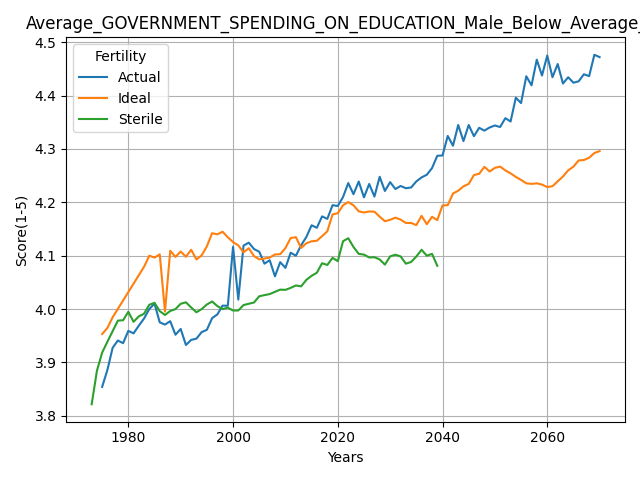 Average_GOVERNMENT_SPENDING_ON_EDUCATION_Male_Below_Average_
Fertility
Actual
Ideal
Sterile
Score(1-5)
4.5
4.4
4.3
4.2
4.1
4.0
3.9
3.8
1980 2000 2020 2040 2060
Years